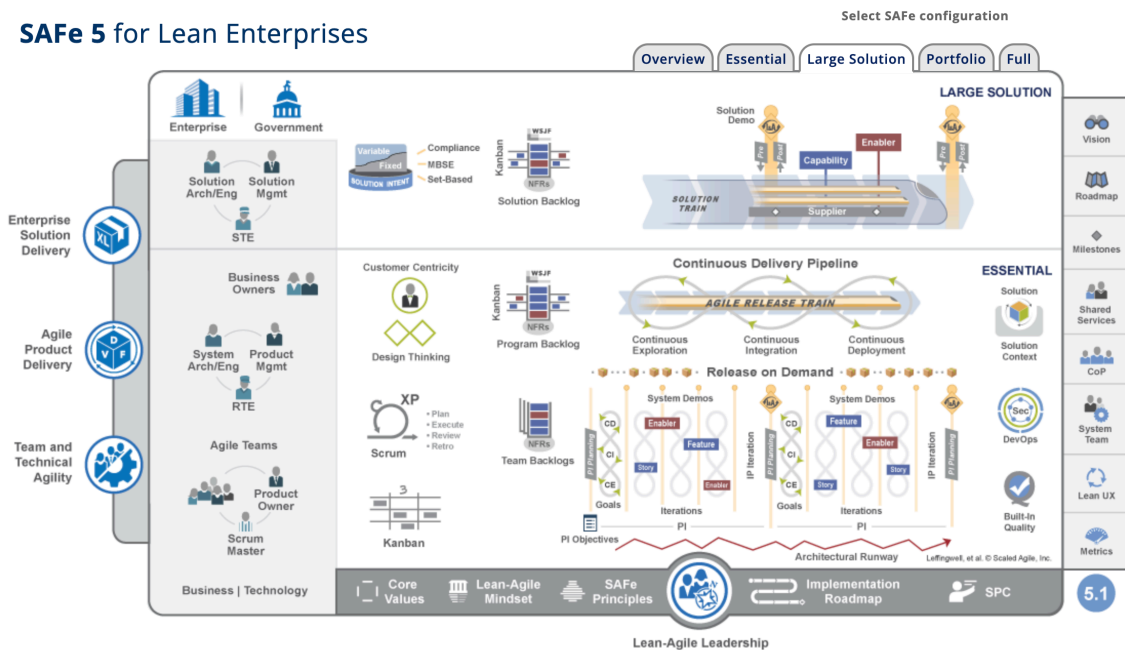 Select SAFe configuration
SAFe 5 for Lean Enterprises
Overview
Essential
Large Solution
Portfolio
Full
LARGE SOLUTION
Enterprise
Government
Solution
Arch/Eng
Solution
Mgmt
STE
Variable
Fixed
SOLUTION INTENT
Compliance
MBSE
Set-Based
Kanban
WSJF
NFRs
Solution Backlog
Solution
Demo
I&A
Pre
Post
Capability
Enabler
SOLUTION
TRAIN
Supplier
I&A
Pre
Post
Enterprise
Solution
Delivery
XL
Agile
Product
Delivery
D
V
F
Team and
Technical
Agility
ESSENTIAL
Business
Owners
System
Arch/Eng
Product
Mgmt
RTE
Agile Teams
Product
Owner
Scrum
Master
Business | Technology
Customer Centricity
Design Thinking
XP
Scrum
• Plan
• Execute
• Review
• Retro
3
Kanban
Kanban
WSJF
NFRs
Program Backlog
NFRs
Team Backlogs
Continuous Delivery Pipeline
AGILE RELEASE TRAIN
Continuous
Exploration
Continuous
Integration
Continuous
Deployment
Release on Demand
System Demos
System Demos
PI Planning
CD
CI
CE
Goals
Enabler
Feature
Story
Enabler
Iterations
IP Iteration
I&A
PI Planning
CD
CI
CE
Goals
Feature
Enabler
Story
Story
Iterations
IP Iteration
I&A
PI Planning
PI Objectives
PI
PI
Architectural Runway
Leffingwell, et al. © Scaled Agile, Inc.
Solution
Solution
Context
Sec
DevOps
Built-In
Quality
Vision
Roadmap
Milestones
Shared
Services
CoP
System
Team
Lean UX
Metrics
5.1
Core
Values
Lean-Agile
Mindset
SAFe
Principles
Implementation
Roadmap
SPC
Lean-Agile Leadership